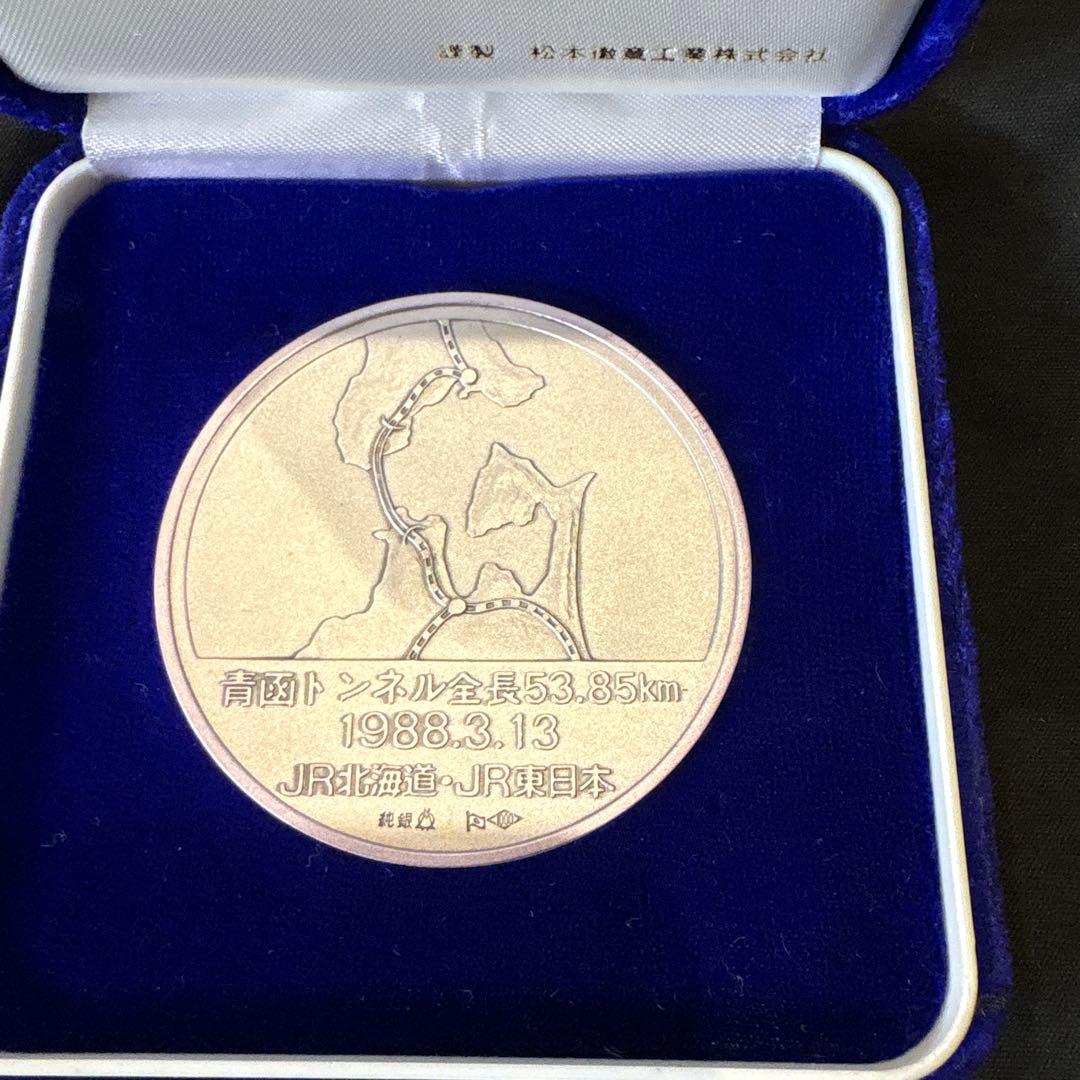 謹製 松本徽章工業株式会社
青函トンネル全長53.85km
1988.3.13
JR北海道・JR東日本
純銀